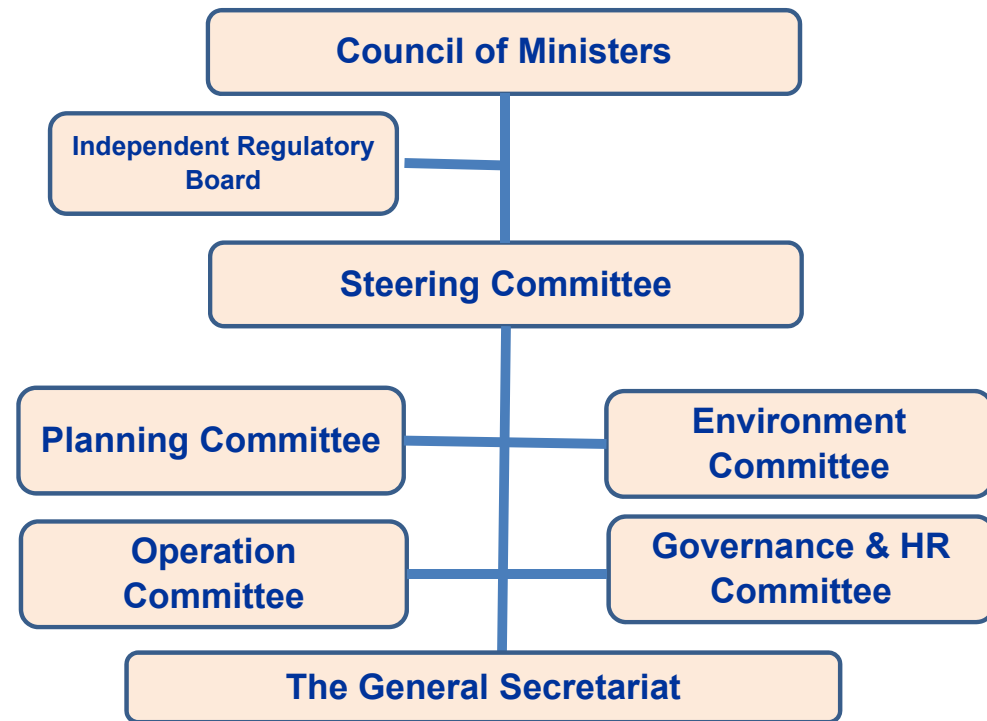 Council of Ministers
Independent Regulatory
Board
Steering Committee
Planning Committee
Environment
Committee
Operation
Committee
Governance & HR
Committee
The General Secretariat